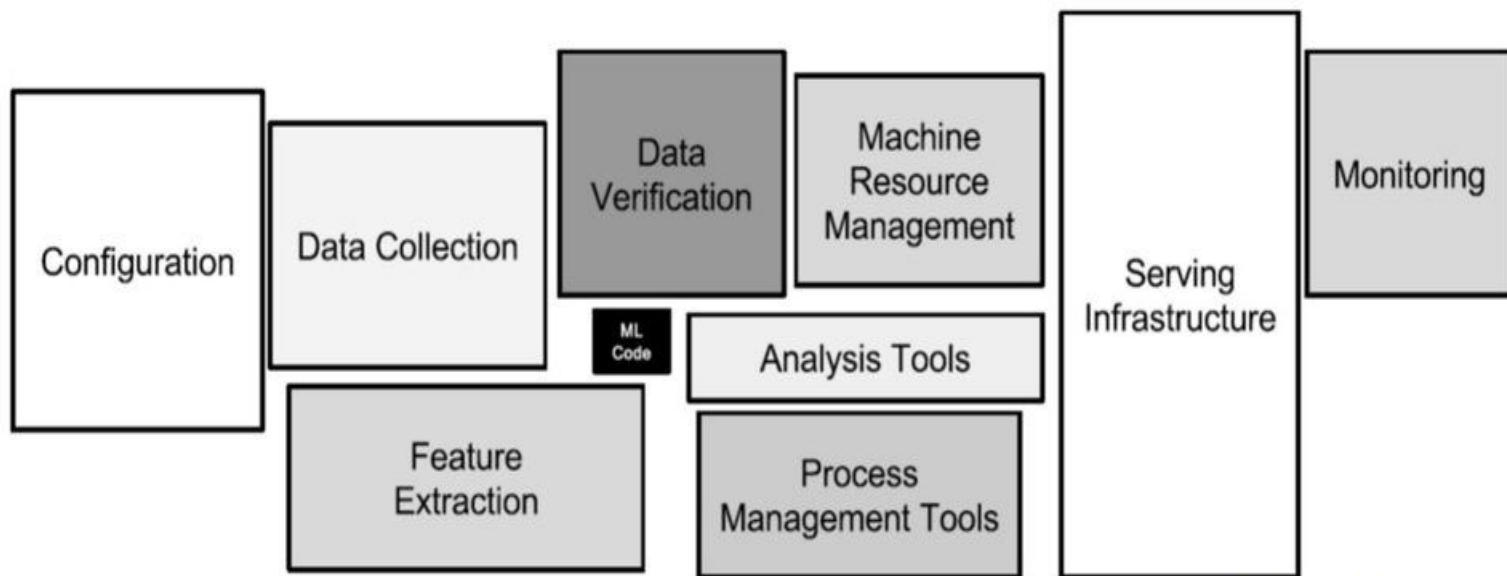 Configuration
Data Collection
Data
Verification
Machine
Resource
Management
Serving
Infrastructure
Monitoring
ML
Code
Analysis Tools
Feature
Extraction
Process
Management Tools